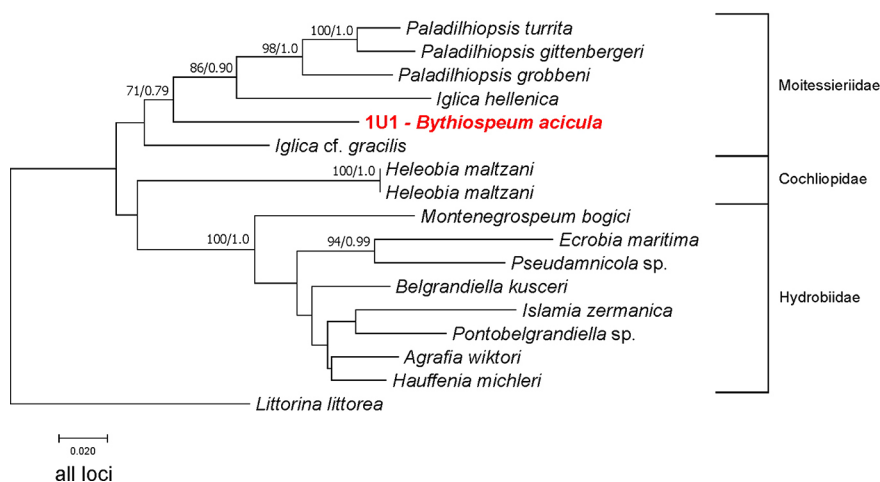 100/1.0 Paladilhiopsis turrita
98/1.0 Paladilhiopsis gittenbergeri
86/0.90 Paladilhiopsis grobbeni
Moitessieriidae
71/0.79 Iglica hellenica
1U1 - Bythiospeum acicula
Iglica cf. gracilis
100/1.0 Heleobia maltzani
Cochliopidae
Heleobia maltzani
100/1.0 Montenegrospeum bogici
94/0.99 Ecrobia maritima
Pseudamnicola sp.
Belgrandiella kusceri
Hydrobiidae
Islamia zermanica
Pontobelgrandiella sp.
Agrafia wiktori
Hauffenia michleri
Littorina littorea
0.020
all loci